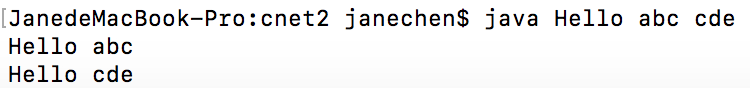 [JanedeMacBook-Pro:cnet2 janechen$ java Hello abc cde
Hello abc
Hello cde